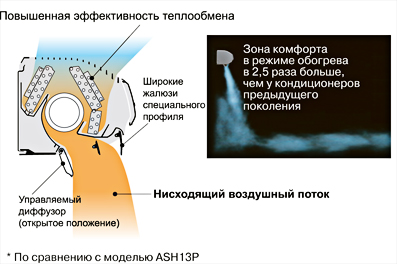 Повышенная эффективность теплообмена
Зона комфорта
в режиме обогрева
в 2,5 раза больше,
чем у кондиционеров
предыдущего
поколения
Широкие
жалюзи
специального
профиля
Управляемый
диффузор
(открытое положение)
Нисходящий воздушный поток
* По сравнению с моделью ASH13P